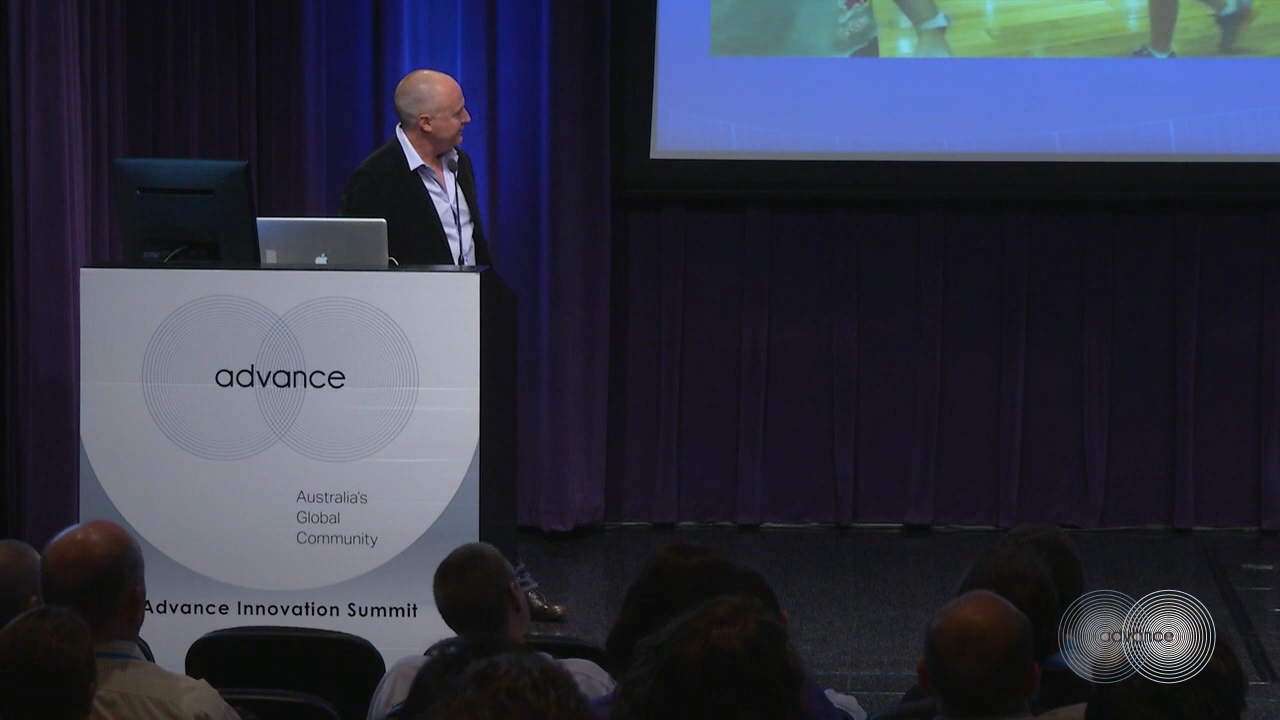 advance
Australia's
Global
Community
Advance Innovation Summit
advance